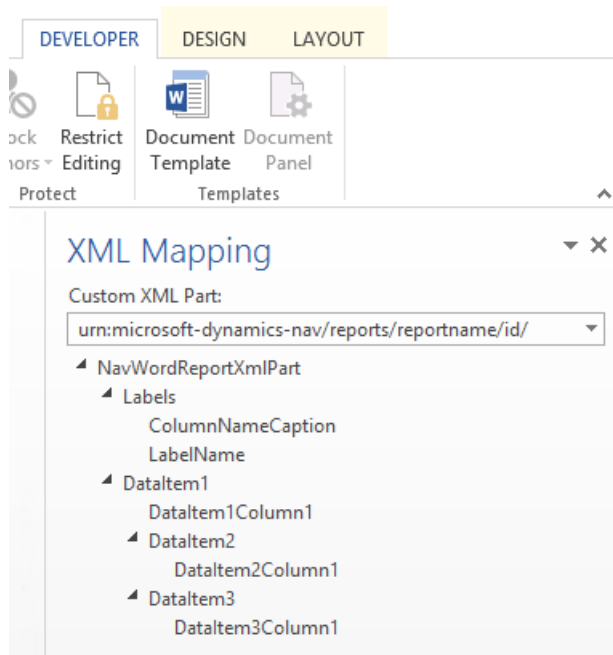 DEVELOPER DESIGN LAYOUT
Restrict Document Document
Editing Template Panel
Protect Templates
XML Mapping
Custom XML Part:
urn:microsoft-dynamics-nav/reports/reportname/id/
NavWordReportXmlPart
Labels
ColumnNameCaption
LabelName
DataItem1
DataItem1Column1
DataItem2
DataItem2Column1
DataItem3
DataItem3Column1